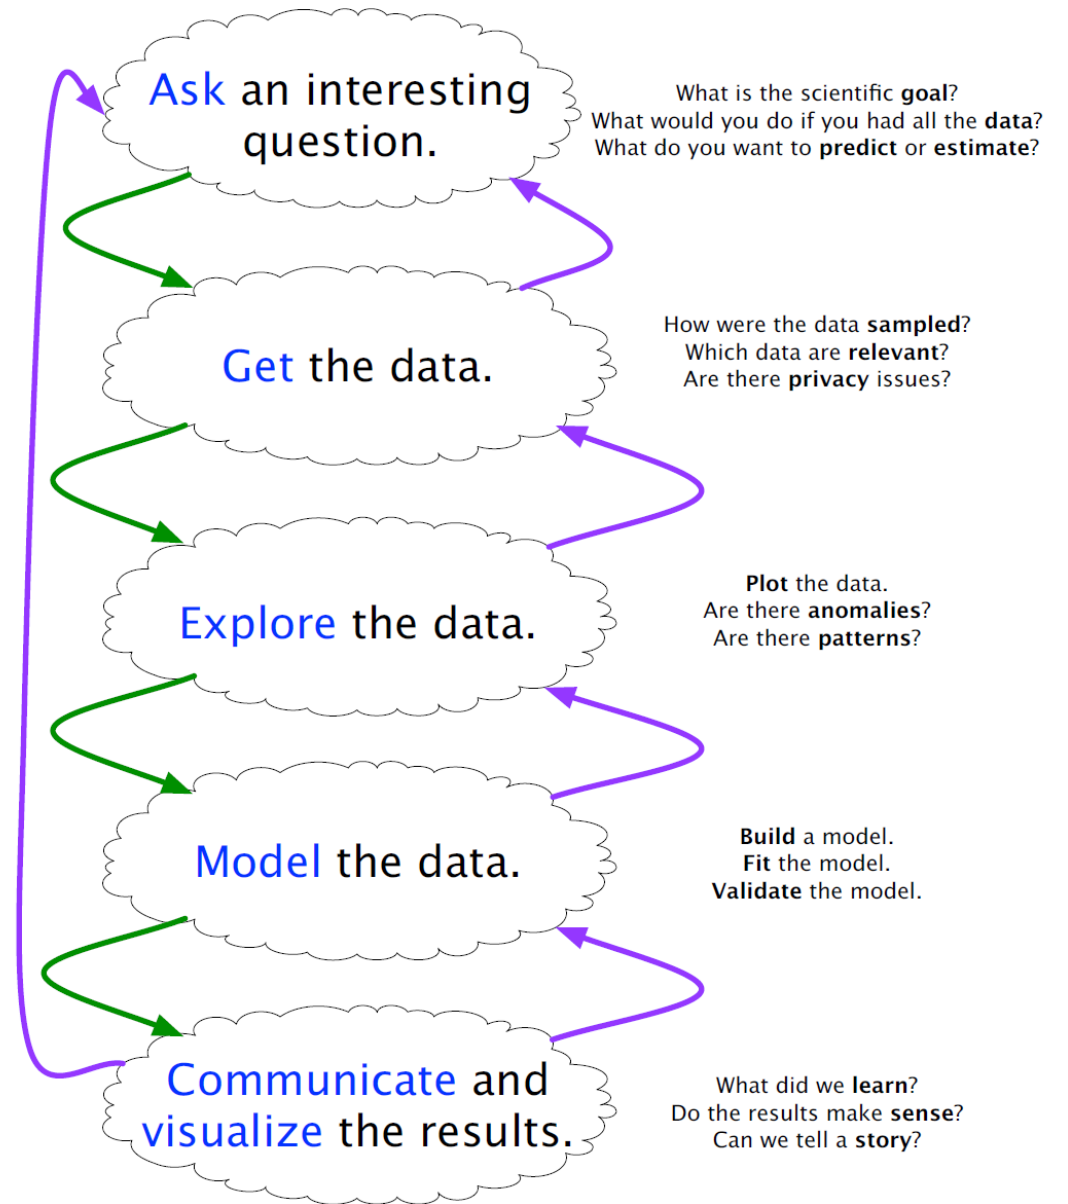 Ask an interesting
question.
What is the scientific goal?
What would you do if you had all the data?
What do you want to predict or estimate?
Get the data.
How were the data sampled?
Which data are relevant?
Are there privacy issues?
Explore the data.
Plot the data.
Are there anomalies?
Are there patterns?
Model the data.
Build a model.
Fit the model.
Validate the model.
Communicate and
visualize the results.
What did we learn?
Do the results make sense?
Can we tell a story?